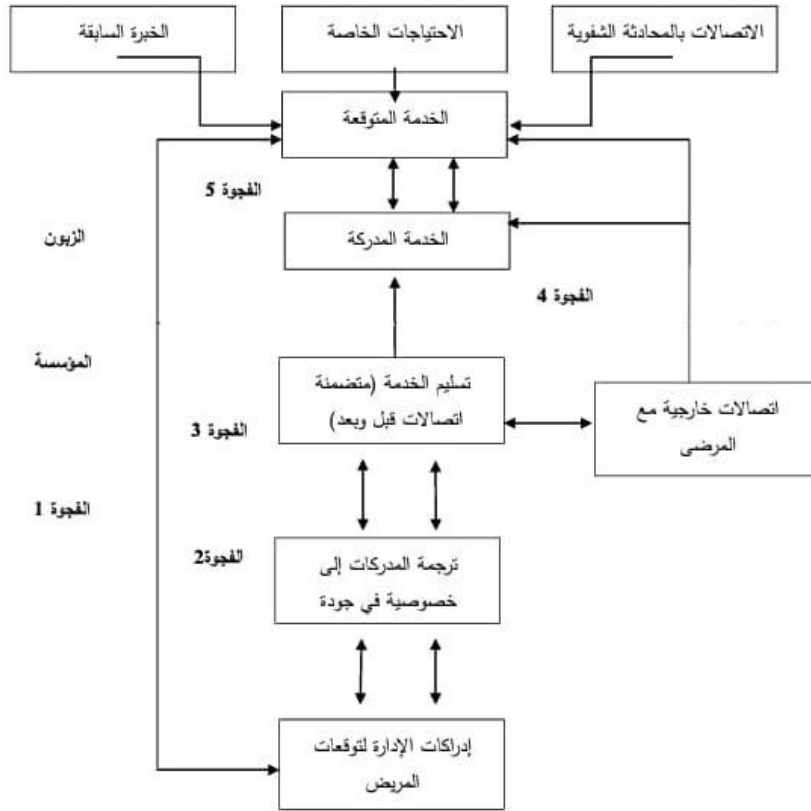 الخبرة السابقة
الاحتياجات الخاصة
الاتصالات بالمحادثة الشفوية
الخدمة المتوقعة
الفجوة 5
الزبون
الخدمة المدركة
الفجوة 4
المؤسسة
تسليم الخدمة (متضمنة
اتصالات قبل وبعد)
اتصالات خارجية مع
المرضى
الفجوة 3
الفجوة 1
الفجوة2
ترجمة المدركات إلى
خصوصية في جودة
إدراكات الإدارة لتوقعات
المريض